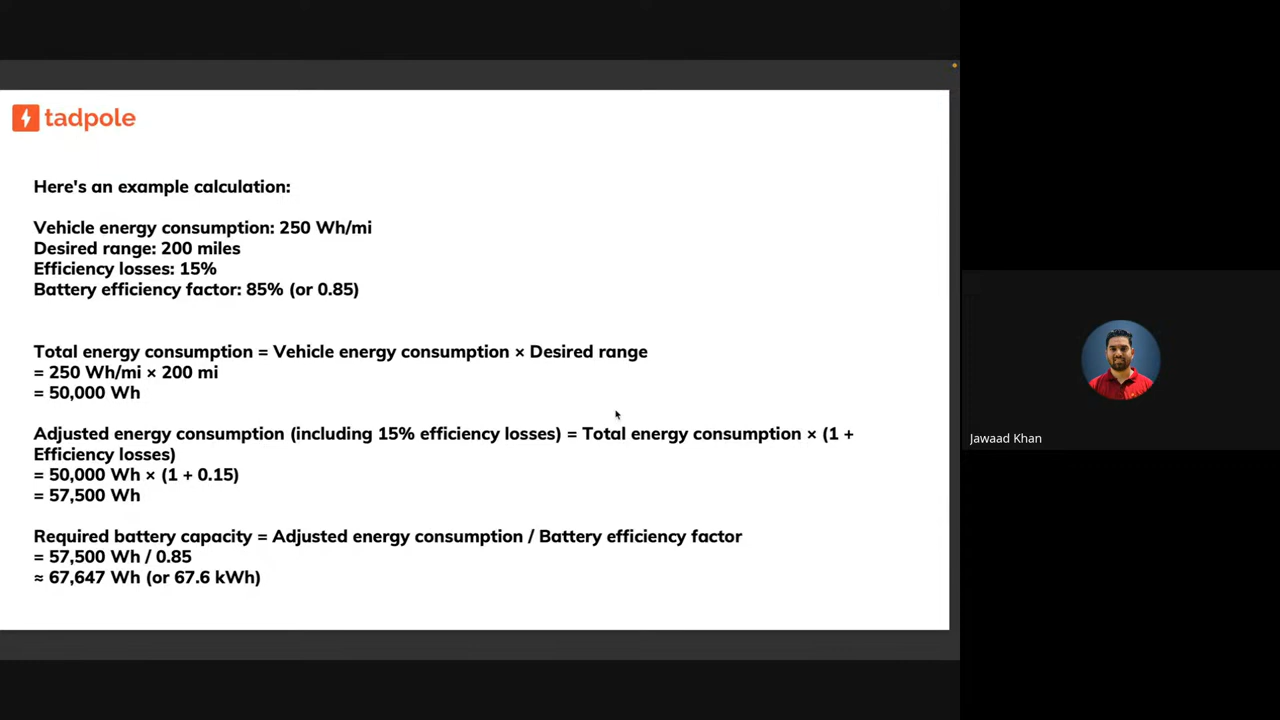 tadpole
Here's an example calculation:
Vehicle energy consumption: 250 Wh/mi
Desired range: 200 miles
Efficiency losses: 15%
Battery efficiency factor: 85% (or 0.85)
Total energy consumption = Vehicle energy consumption × Desired range
= 250 Wh/mi × 200 mi
= 50,000 Wh
Adjusted energy consumption (including 15% efficiency losses) = Total energy consumption × (1 +
Efficiency losses)
= 50,000 Wh × (1 + 0.15)
= 57,500 Wh
Required battery capacity = Adjusted energy consumption / Battery efficiency factor
= 57,500 Wh / 0.85
≈ 67,647 Wh (or 67.6 kWh)
Jawaad Khan